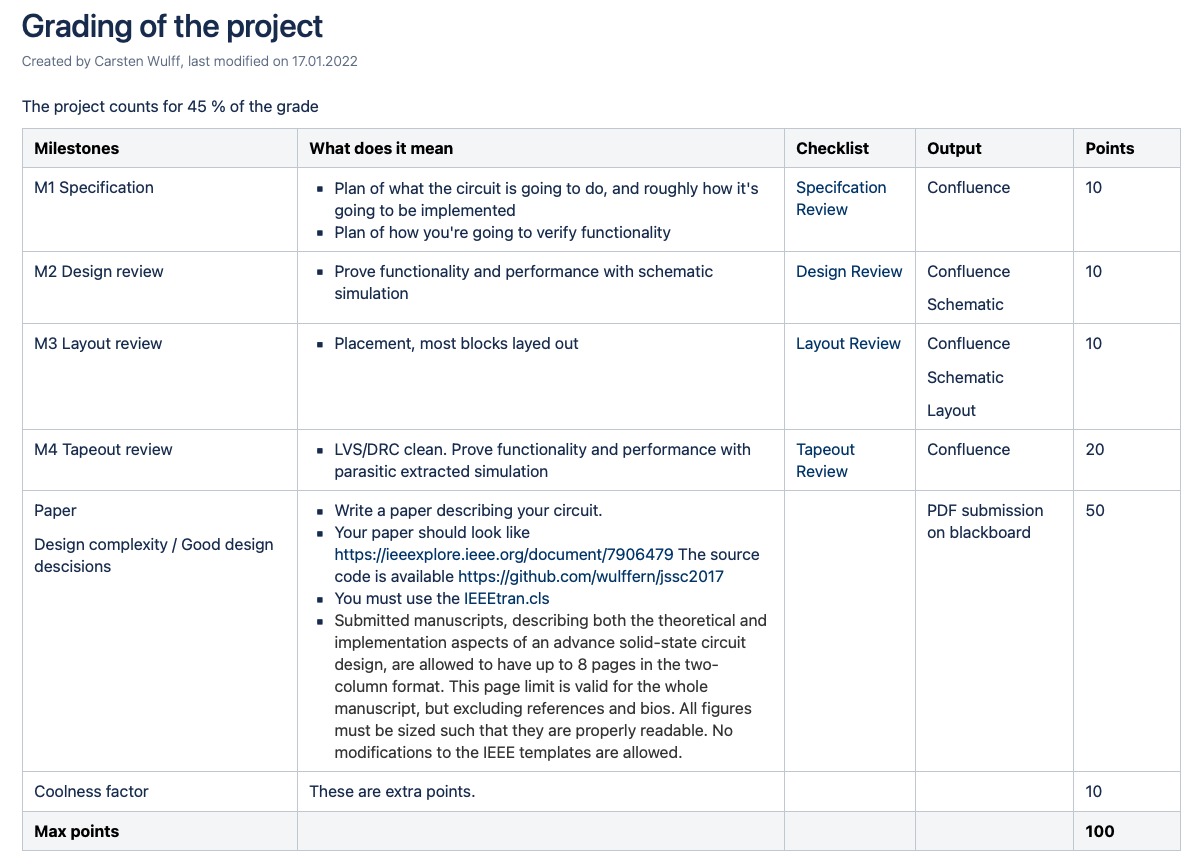 Grading of the project
Created by Carsten Wulff, last modified on 17.01.2022
The project counts for 45 % of the grade
Milestones
What does it mean
Checklist
Output
Points
M1 Specification
Plan of what the circuit is going to do, and roughly how it's
going to be implemented
Plan of how you're going to verify functionality
Specifcation
Review
Confluence
10
M2 Design review
Prove functionality and performance with schematic
simulation
Design Review
Confluence
Schematic
10
M3 Layout review
Placement, most blocks layed out
Layout Review
Confluence
Schematic
Layout
10
M4 Tapeout review
LVS/DRC clean. Prove functionality and performance with
parasitic extracted simulation
Tapeout
Review
Confluence
20
Paper
Design complexity / Good design
descisions
Write a paper describing your circuit.
Your paper should look like
https://ieeexplore.ieee.org/document/7906479 The source
code is available https://github.com/wulffern/jssc2017
You must use the IEEEtran.cls
Submitted manuscripts, describing both the theoretical and
implementation aspects of an advance solid-state circuit
design, are allowed to have up to 8 pages in the two-
column format. This page limit is valid for the whole
manuscript, but excluding references and bios. All figures
must be sized such that they are properly readable. No
modifications to the IEEE templates are allowed.
PDF submission
on blackboard
50
Coolness factor
These are extra points.
10
Max points
100